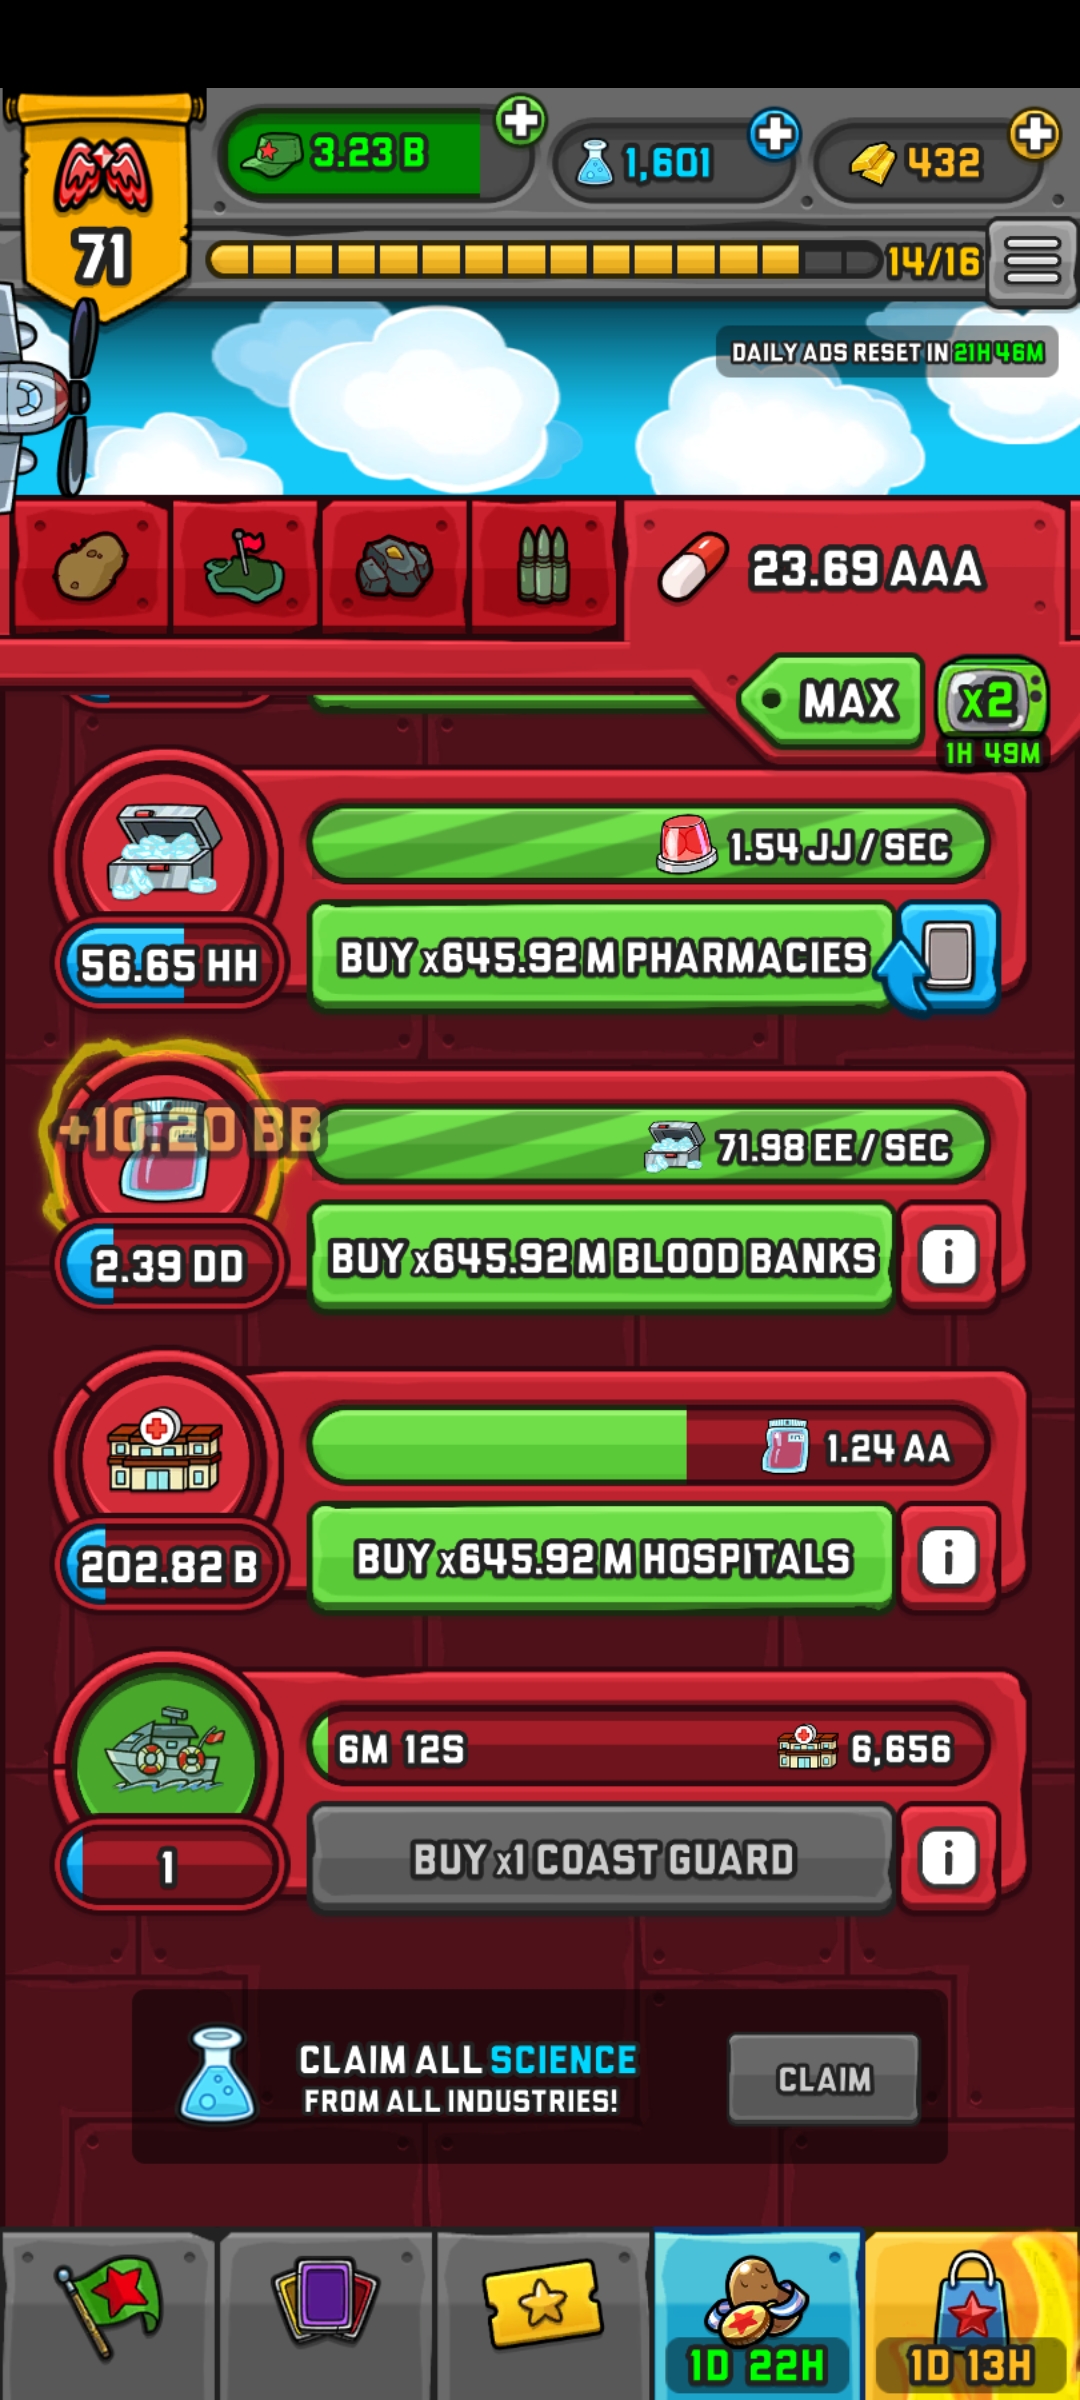 3.23 B
1,601
432
71
14/16
DAILY ADS RESET IN 21H 46M
23.69 AAA
MAX
x2
1H 49M
1.54 JJ / SEC
56.65 HH
BUY x645.92 M PHARMACIES
+10.20 BB
71.98 EE / SEC
2.39 DD
BUY x645.92 M BLOOD BANKS
i
1.24 AA
202.82 B
BUY x645.92 M HOSPITALS
i
6M 12S
6,656
1
BUY x1 COAST GUARD
i
CLAIM ALL SCIENCE
FROM ALL INDUSTRIES!
CLAIM
1D 22H
1D 13H